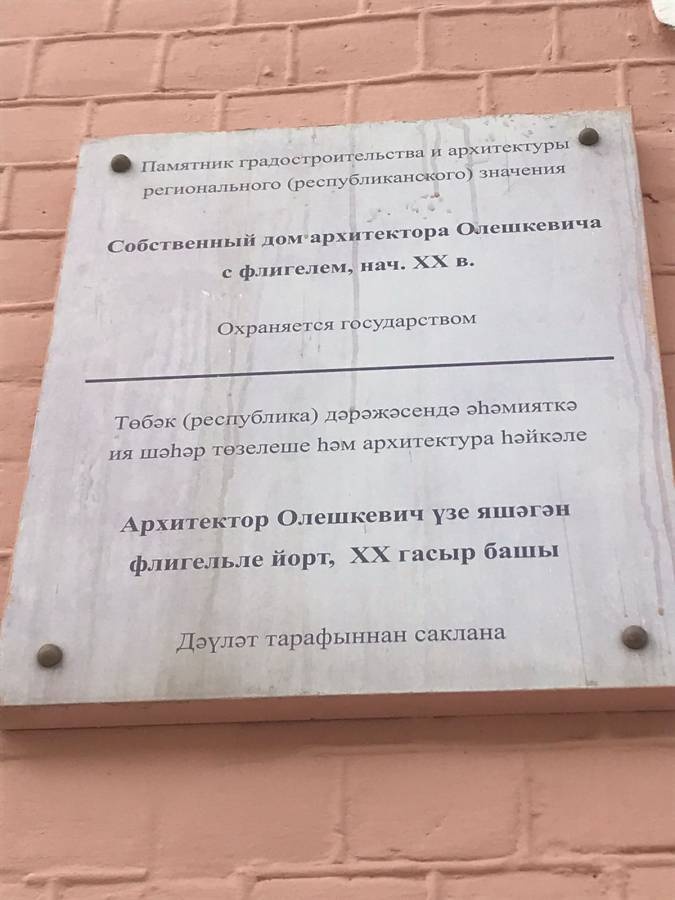 Памятник градостроительства и архитектуры
регионального (республиканского) значения
Собственный дом архитектора Олешкевича
с флигелем, нач. XX в.
Охраняется государством
Төбәк (республика) дәрәҗәсендә әһәмияткә
ия шәһәр төзелеше һәм архитектура һәйкәле
Архитектор Олешкевич үзе яшәгән
флигельле йорт, XX гасыр башы
Дәүләт тарафыннан саклана